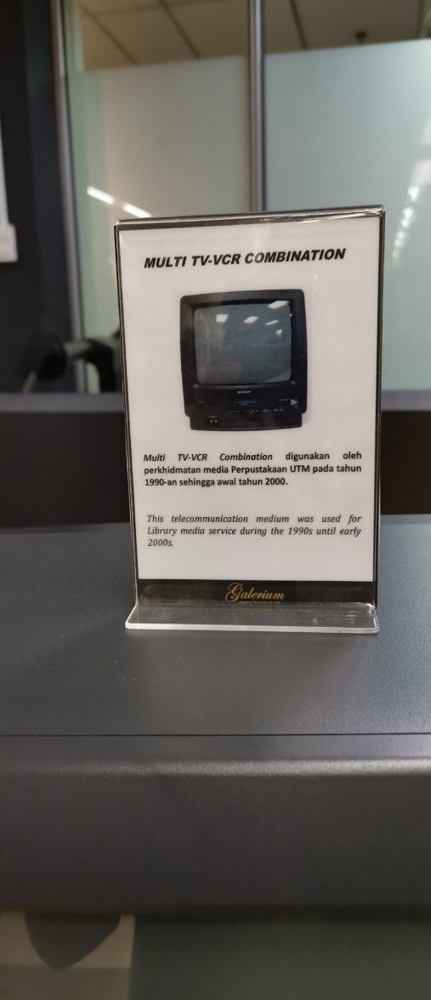 MULTI TV-VCR COMBINATION
Multi TV-VCR Combination digunakan oleh
perkhidmatan media Perpustakaan UTM pada tahun
1990-an sehingga awal tahun 2000.
This telecommunication medium was used for
Library media service during the 1990s until early
2000s.
Galerium